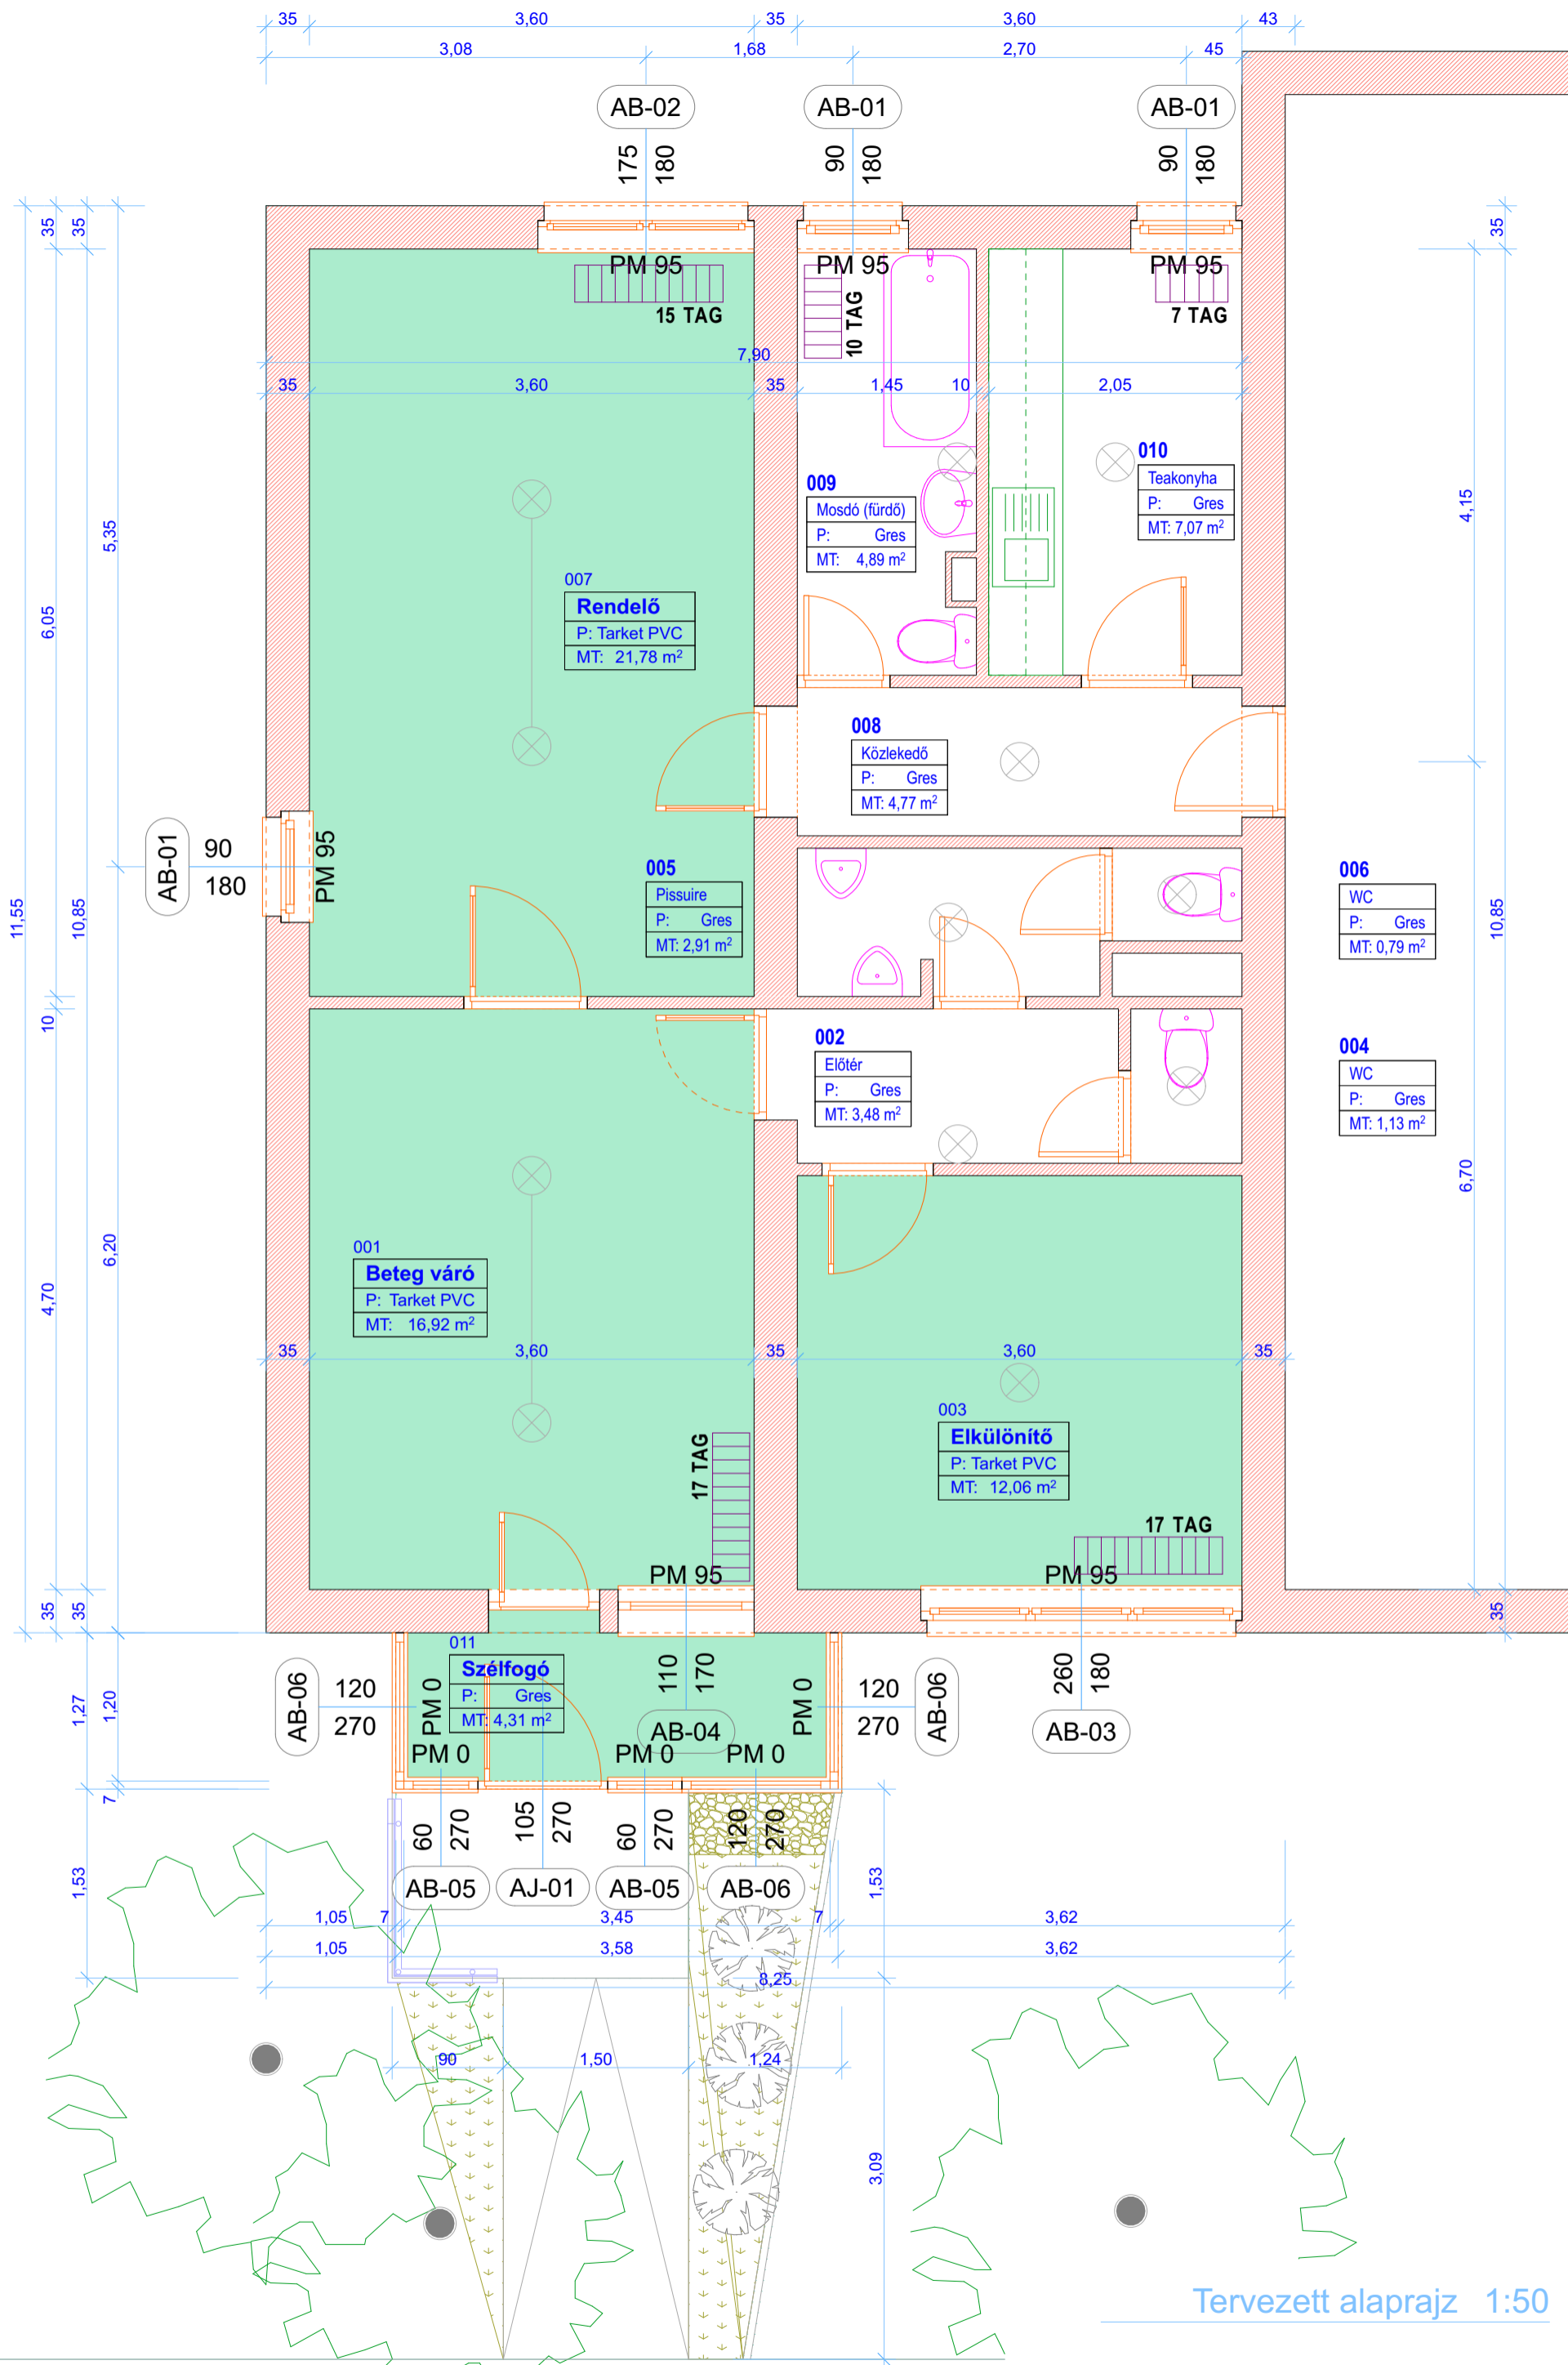 35 3,60 35 3,60 43
3,08 1,68 2,70 45
AB-02 AB-01 AB-01
175 180 90 180 90 180
35 35 35
PM 95 PM 95 PM 95
15 TAG 10 TAG 7 TAG
7,90
35 3,60 35 1,45 10 2,05
010
Teakonyha
P: Gres
MT: 7,07 m²
009
Mosdó (fürdő)
P: Gres
MT: 4,89 m²
5,35
4,15
007
Rendelő
P: Tarket PVC
MT: 21,78 m²
6,05
008
Közlekedő
P: Gres
MT: 4,77 m²
AB-01 90 180 PM 95
005
Pissuire
P: Gres
MT: 2,91 m²
006
WC
P: Gres
MT: 0,79 m²
11,55 10,85 10,85
10
002
Előtér
P: Gres
MT: 3,48 m²
004
WC
P: Gres
MT: 1,13 m²
6,70
6,20
001
Beteg váró
P: Tarket PVC
MT: 16,92 m²
4,70
35 3,60 35 3,60 35
003
Elkülönítő
P: Tarket PVC
MT: 12,06 m²
17 TAG
17 TAG
PM 95 PM 95
35 35 35
011
Szélfogó
P: Gres
MT: 4,31 m²
AB-06 120 270 PM 0
110 170 AB-04
PM 0 120 270 AB-06
260 180 AB-03
1,27 1,20
PM 0 PM 0 PM 0
7
60 270 105 270 60 270 120 270
AB-05 AJ-01 AB-05 AB-06
1,53 1,53
1,05 7 3,45 7 3,62
1,05 3,58 3,62
8,25
90 1,50 1,24
3,09
Tervezett alaprajz 1:50